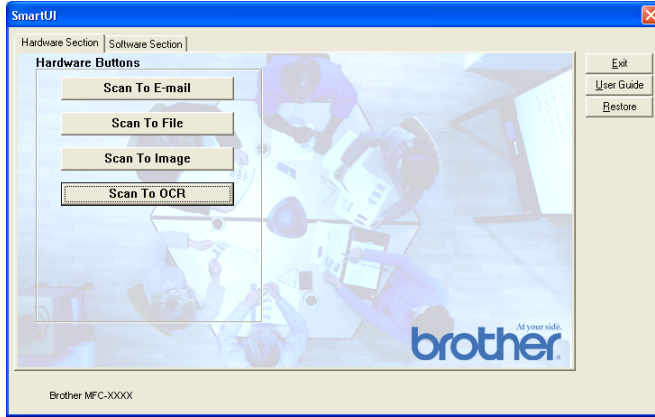 SmartUI
Hardware Section
Software Section
Hardware Buttons
Scan To E-mail
Scan To File
Scan To Image
Scan To OCR
Exit
User Guide
Restore
At your side.
brother.
Brother MFC-XXXX